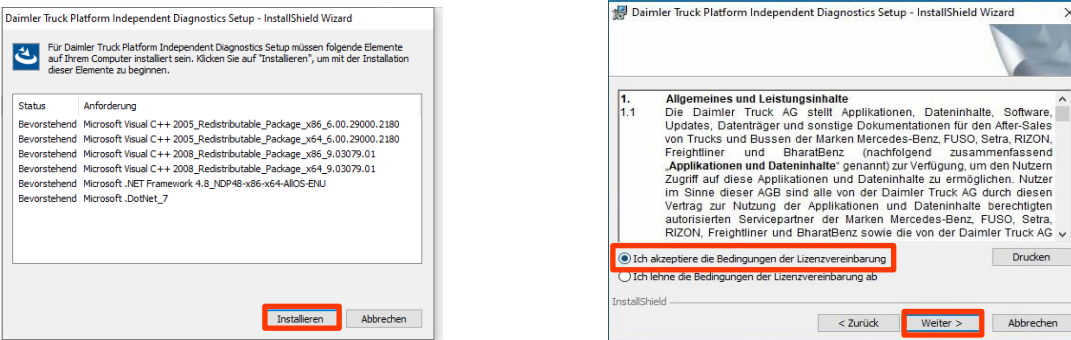 Daimler Truck Platform Independent Diagnostics Setup - InstallShield Wizard
Für Daimler Truck Platform Independent Diagnostics Setup müssen folgende Elemente
auf Ihrem Computer installiert sein. Klicken Sie auf "Installieren", um mit der Installation
dieser Elemente zu beginnen.
Status Anforderung
Bevorstehend Microsoft Visual C++ 2005_Redistributable_Package_x86_6.00.29000.2180
Bevorstehend Microsoft Visual C++ 2005_Redistributable_Package_x64_6.00.29000.2180
Bevorstehend Microsoft Visual C++ 2008_Redistributable_Package_x86_9.03079.01
Bevorstehend Microsoft Visual C++ 2008_Redistributable_Package_x64_9.03079.01
Bevorstehend Microsoft .NET Framework 4.8_NDP48-x86-x64-AllOS-ENU
Bevorstehend Microsoft .DotNet_7
Installieren Abbrechen
Daimler Truck Platform Independent Diagnostics Setup - InstallShield Wizard
1. Allgemeines und Leistungsinhalte
1.1 Die Daimler Truck AG stellt Applikationen, Dateninhalte, Software,
Updates, Datenträger und sonstige Dokumentationen für den After-Sales
von Trucks und Bussen der Marken Mercedes-Benz, FUSO, Setra, RIZON,
Freightliner und BharatBenz (nachfolgend zusammenfassend
„Applikationen und Dateninhalte“ genannt) zur Verfügung, um den Nutzern
Zugriff auf diese Applikationen und Dateninhalte zu ermöglichen. Nutzer
im Sinne dieser AGB sind alle von der Daimler Truck AG durch diesen
Vertrag zur Nutzung der Applikationen und Dateninhalte berechtigten
autorisierten Servicepartner der Marken Mercedes-Benz, FUSO, Setra,
RIZON, Freightliner und BharatBenz sowie die von der Daimler Truck AG
Ich akzeptiere die Bedingungen der Lizenzvereinbarung
Drucken
Ich lehne die Bedingungen der Lizenzvereinbarung ab
InstallShield
< Zurück Weiter > Abbrechen